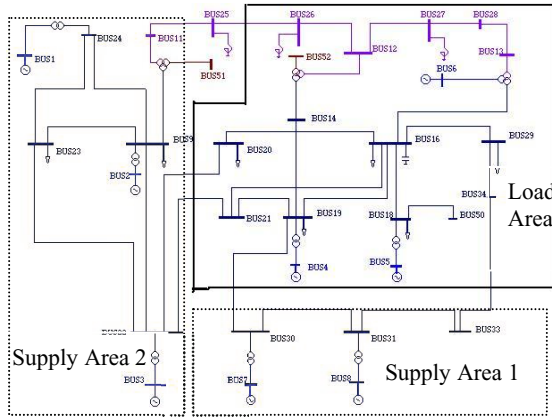 BUS25
BUS26
BUS27
BUS28
BUS24
BUS11
BUS1
BUS52
BUS12
BUS13
BUS51
BUS6
BUS14
BUS23
BUS9
BUS20
BUS16
BUS29
BUS2
BUS34
Load
Area
BUS21
BUS19
BUS18
BUS50
BUS4
BUS5
BUS30
BUS31
BUS33
Supply Area 2
BUS3
BUS7
BUS8
Supply Area 1